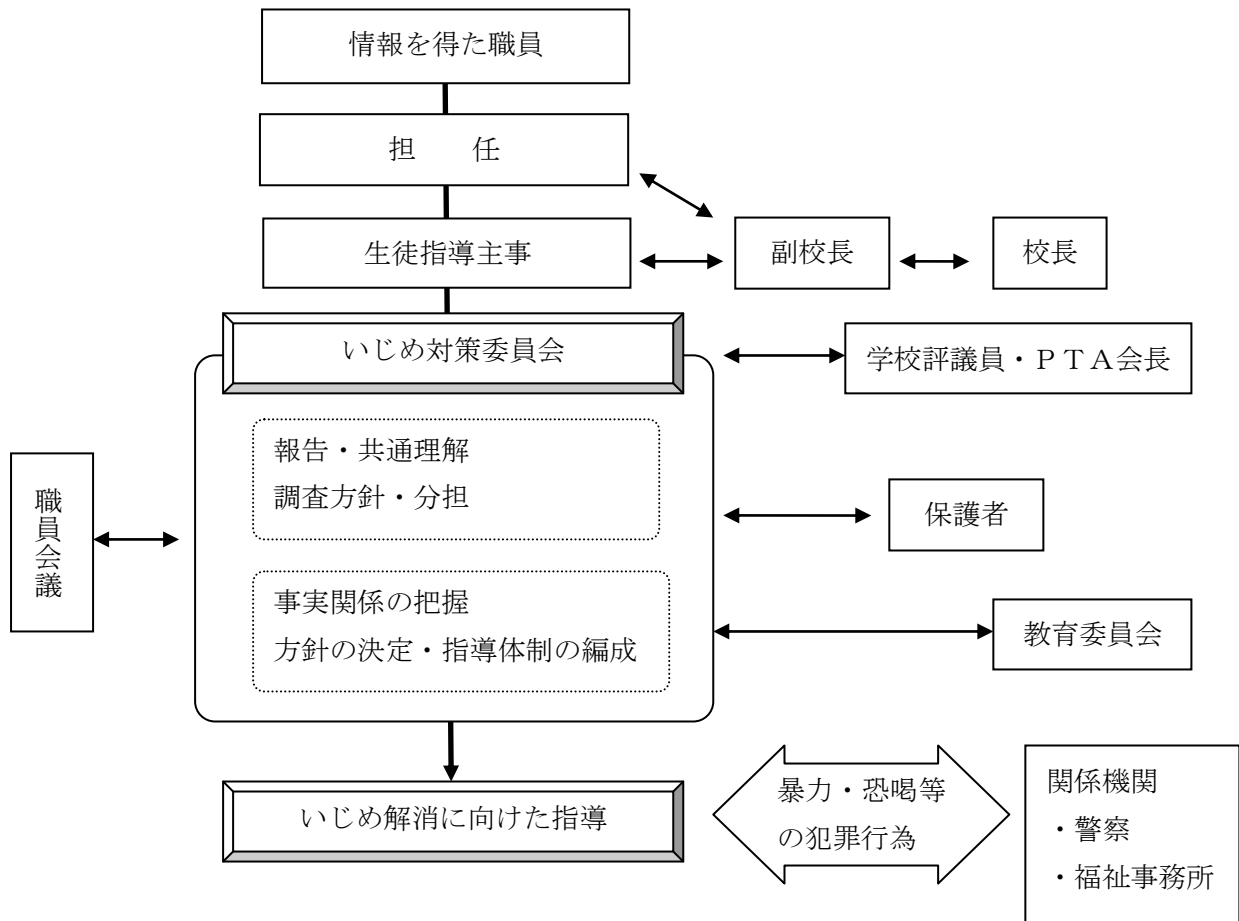 情報を得た職員
担　　任
生徒指導主事
副校長
校長
いじめ対策委員会
学校評議員・ＰＴＡ会長
報告・共通理解
調査方針・分担
職員会議
保護者
事実関係の把握
方針の決定・指導体制の編成
教育委員会
いじめ解消に向けた指導
暴力・恐喝等
の犯罪行為
関係機関
・警察
・福祉事務所